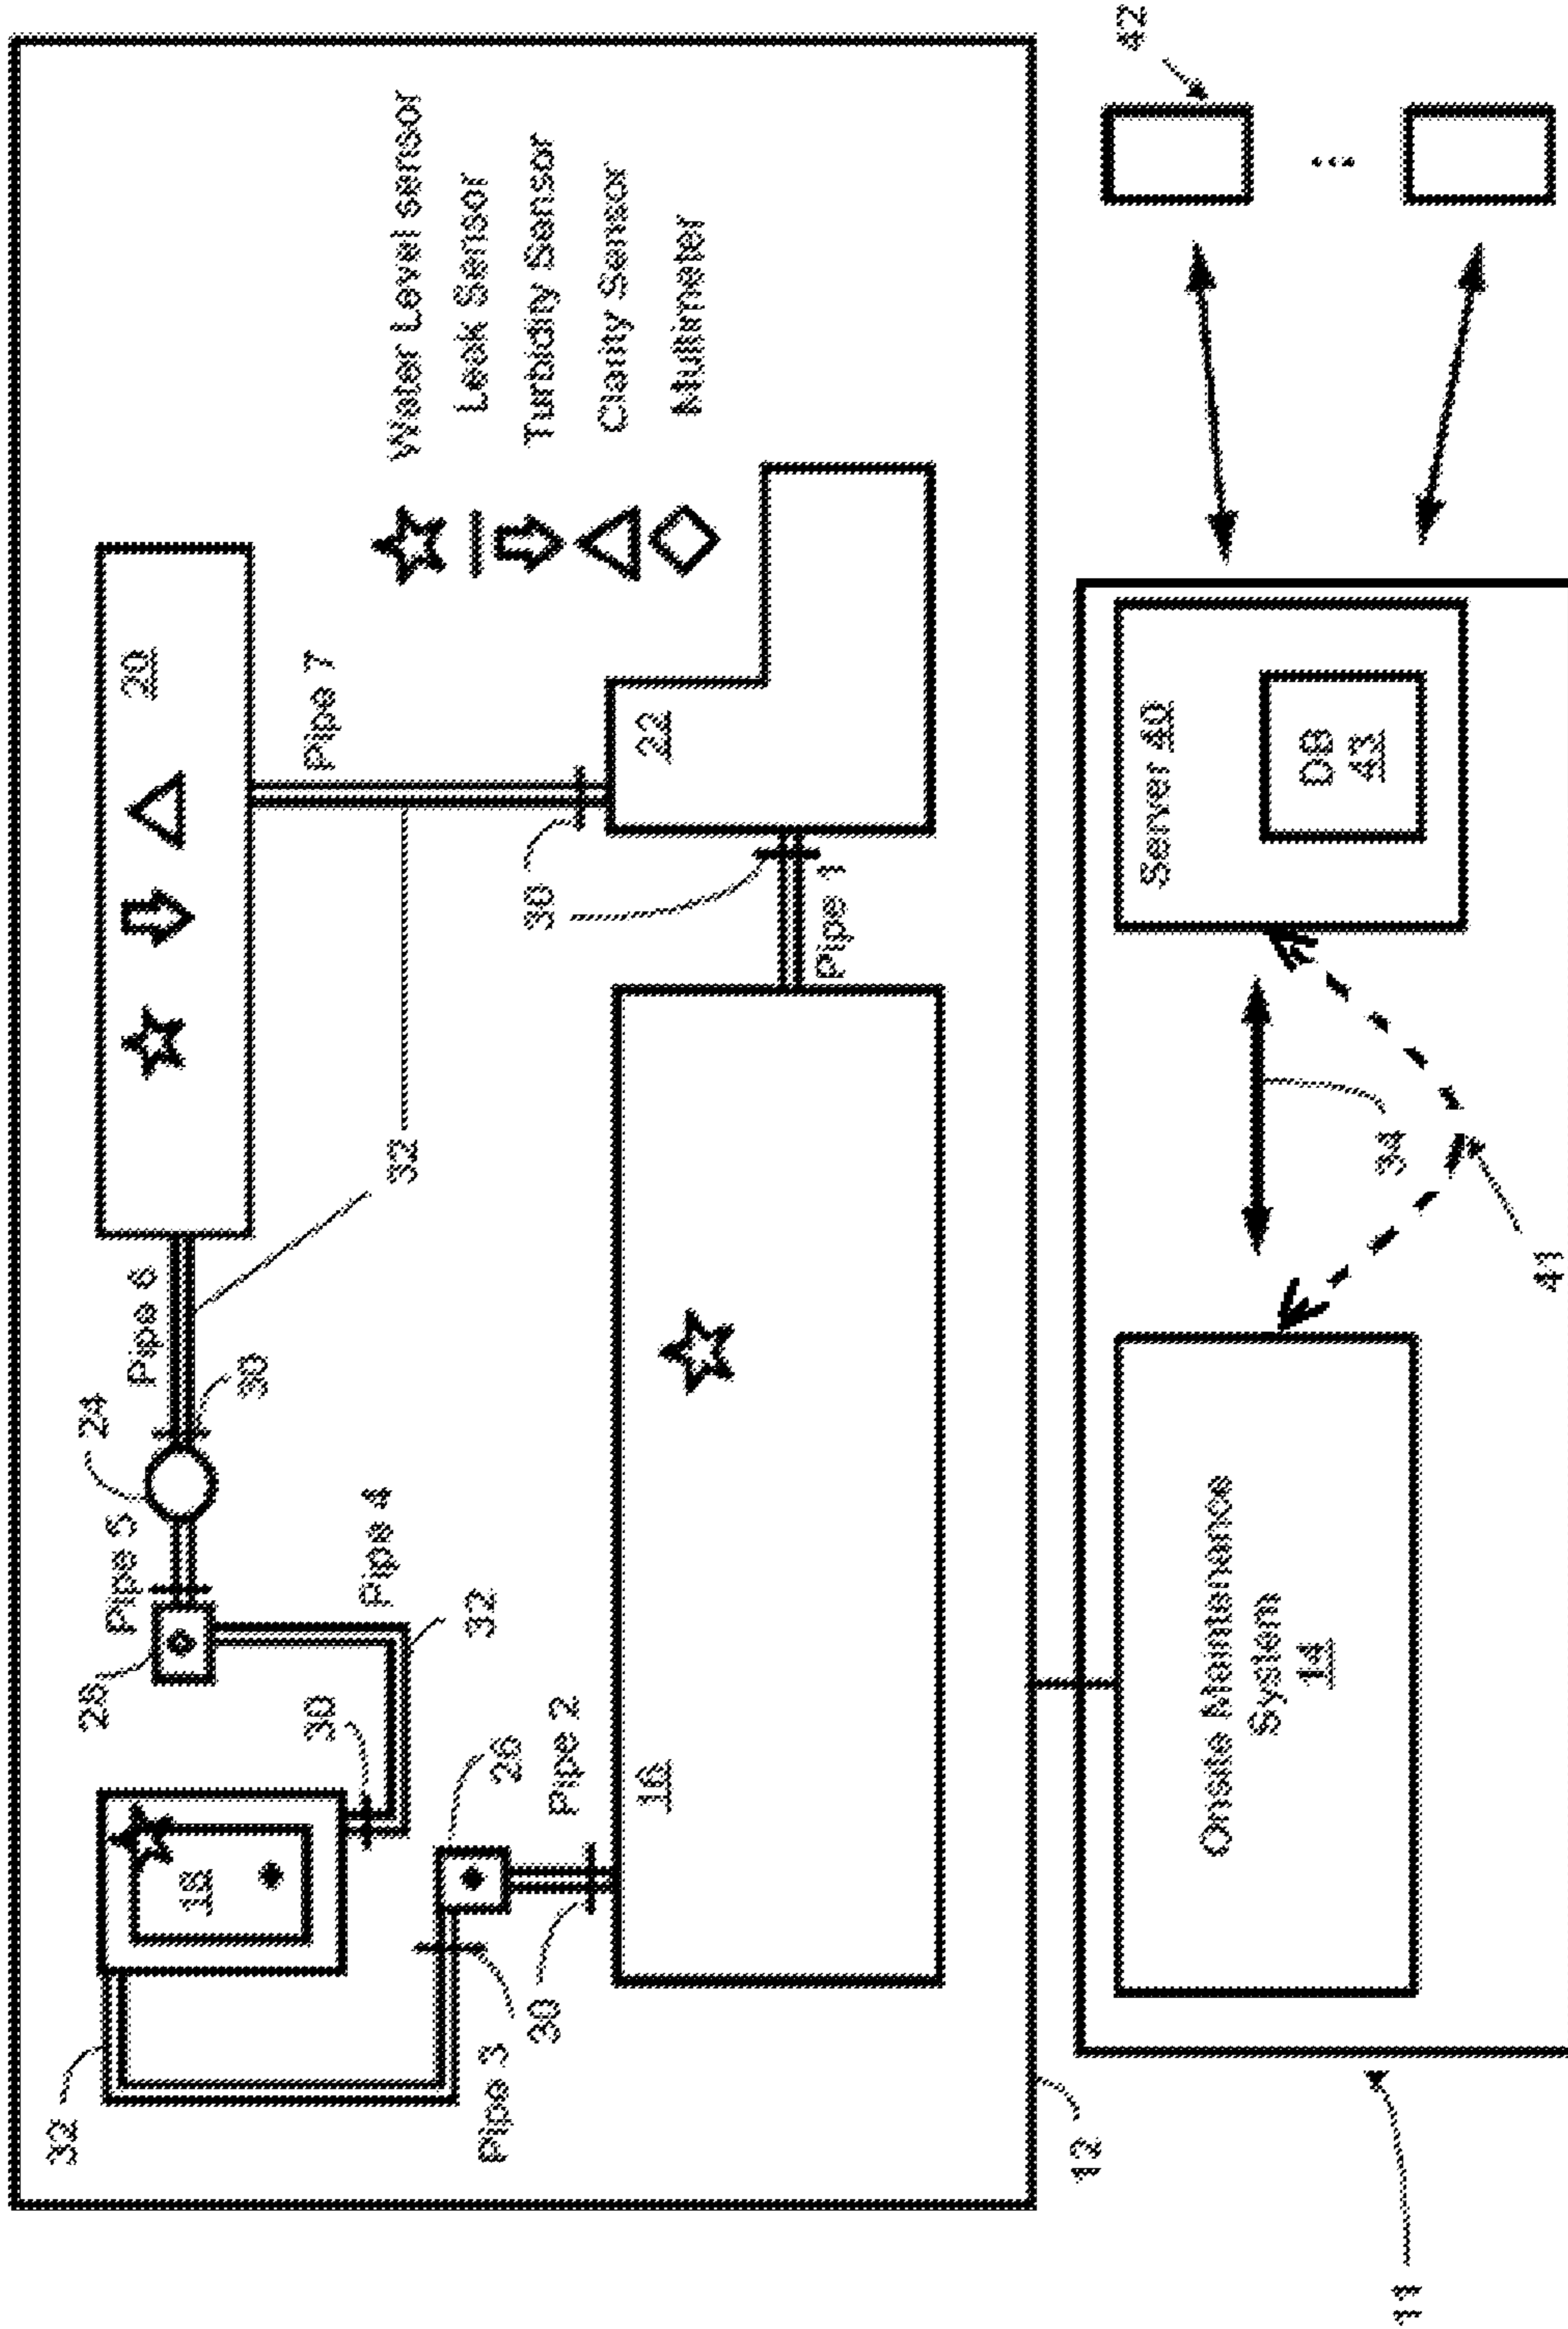 32
28
24
Pipe 5
Pipe 6
20
18
30
30
Pipe 7
Pipe 4
32
32
Pipe 3
26
30
Pipe 2
30
Water Level sensor
Leak Sensor
Turbidity Sensor
Clarity Sensor
Multimeter
16
22
Pipe 1
12
42
Onsite Maintenance
System
14
Server 40
DB
43
34
41
11